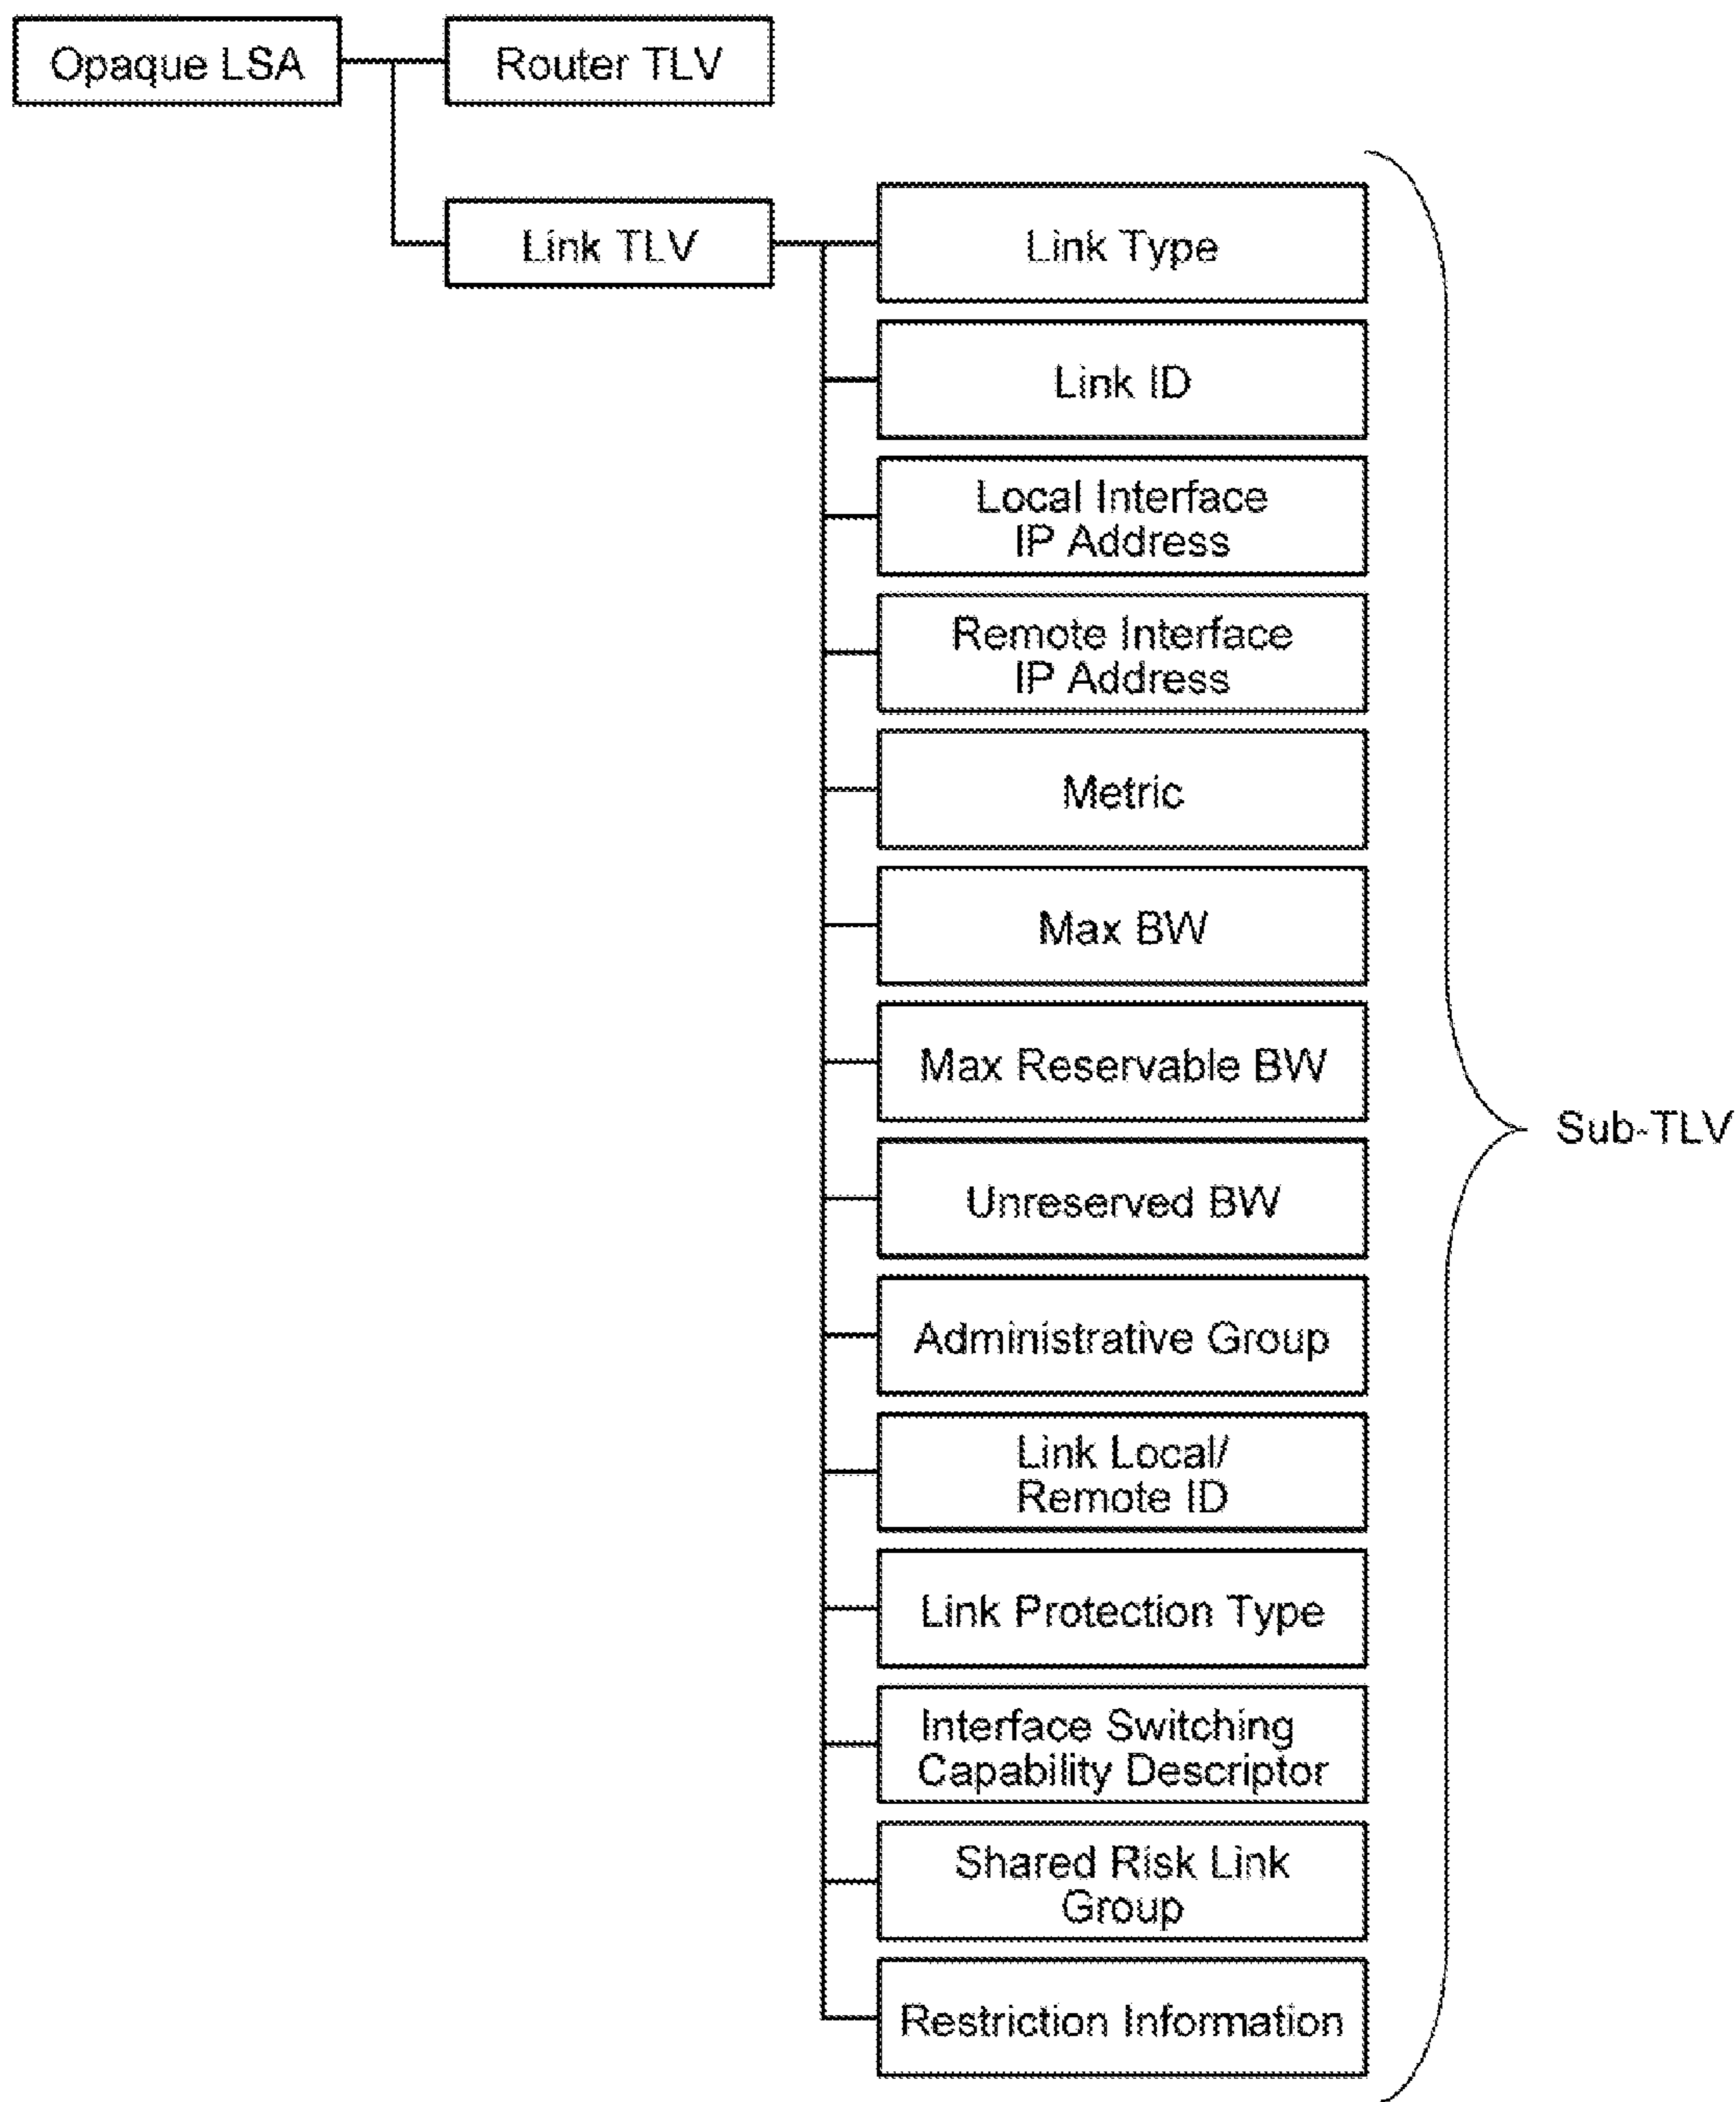 Opaque LSA
Router TLV
Link TLV
Link Type
Link ID
Local Interface
IP Address
Remote Interface
IP Address
Metric
Max BW
Max Reservable BW
Unreserved BW
Administrative Group
Link Local/
Remote ID
Link Protection Type
Interface Switching
Capability Descriptor
Shared Risk Link
Group
Restriction Information
Sub-TLV